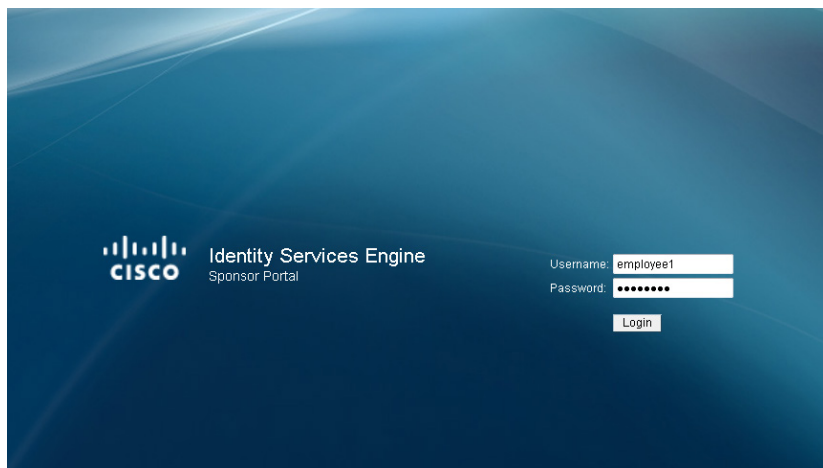 CISCO
Identity Services Engine
Sponsor Portal
Username: employee1
Password: ••••••••
Login